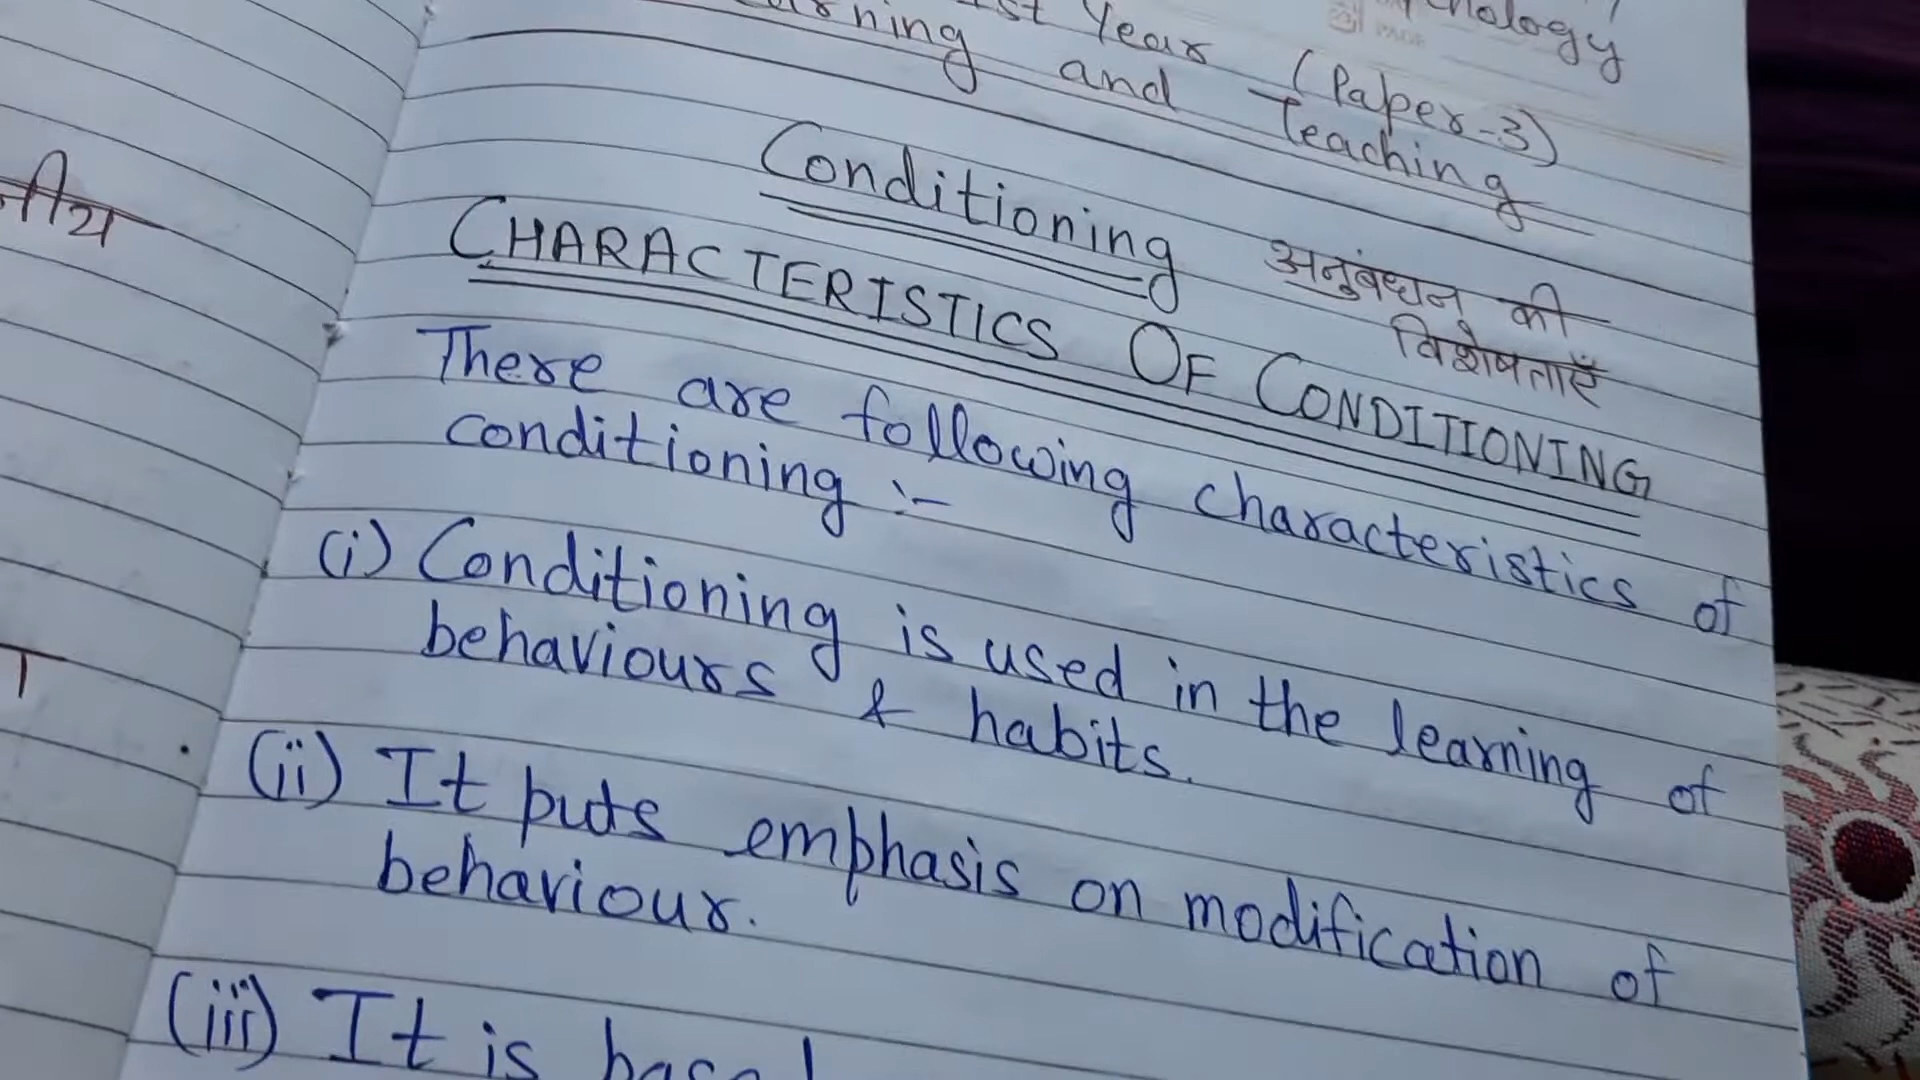 1st Year (Paper-3)
and Teaching
Conditioning
अनुबंधन की
विशेषताएँ
CHARACTERISTICS OF CONDITIONING
There are following characteristics of
conditioning :-
(i) Conditioning is used in the learning of
behaviours & habits.
(ii) It puts emphasis on modification of
behaviour.
(iii) It is